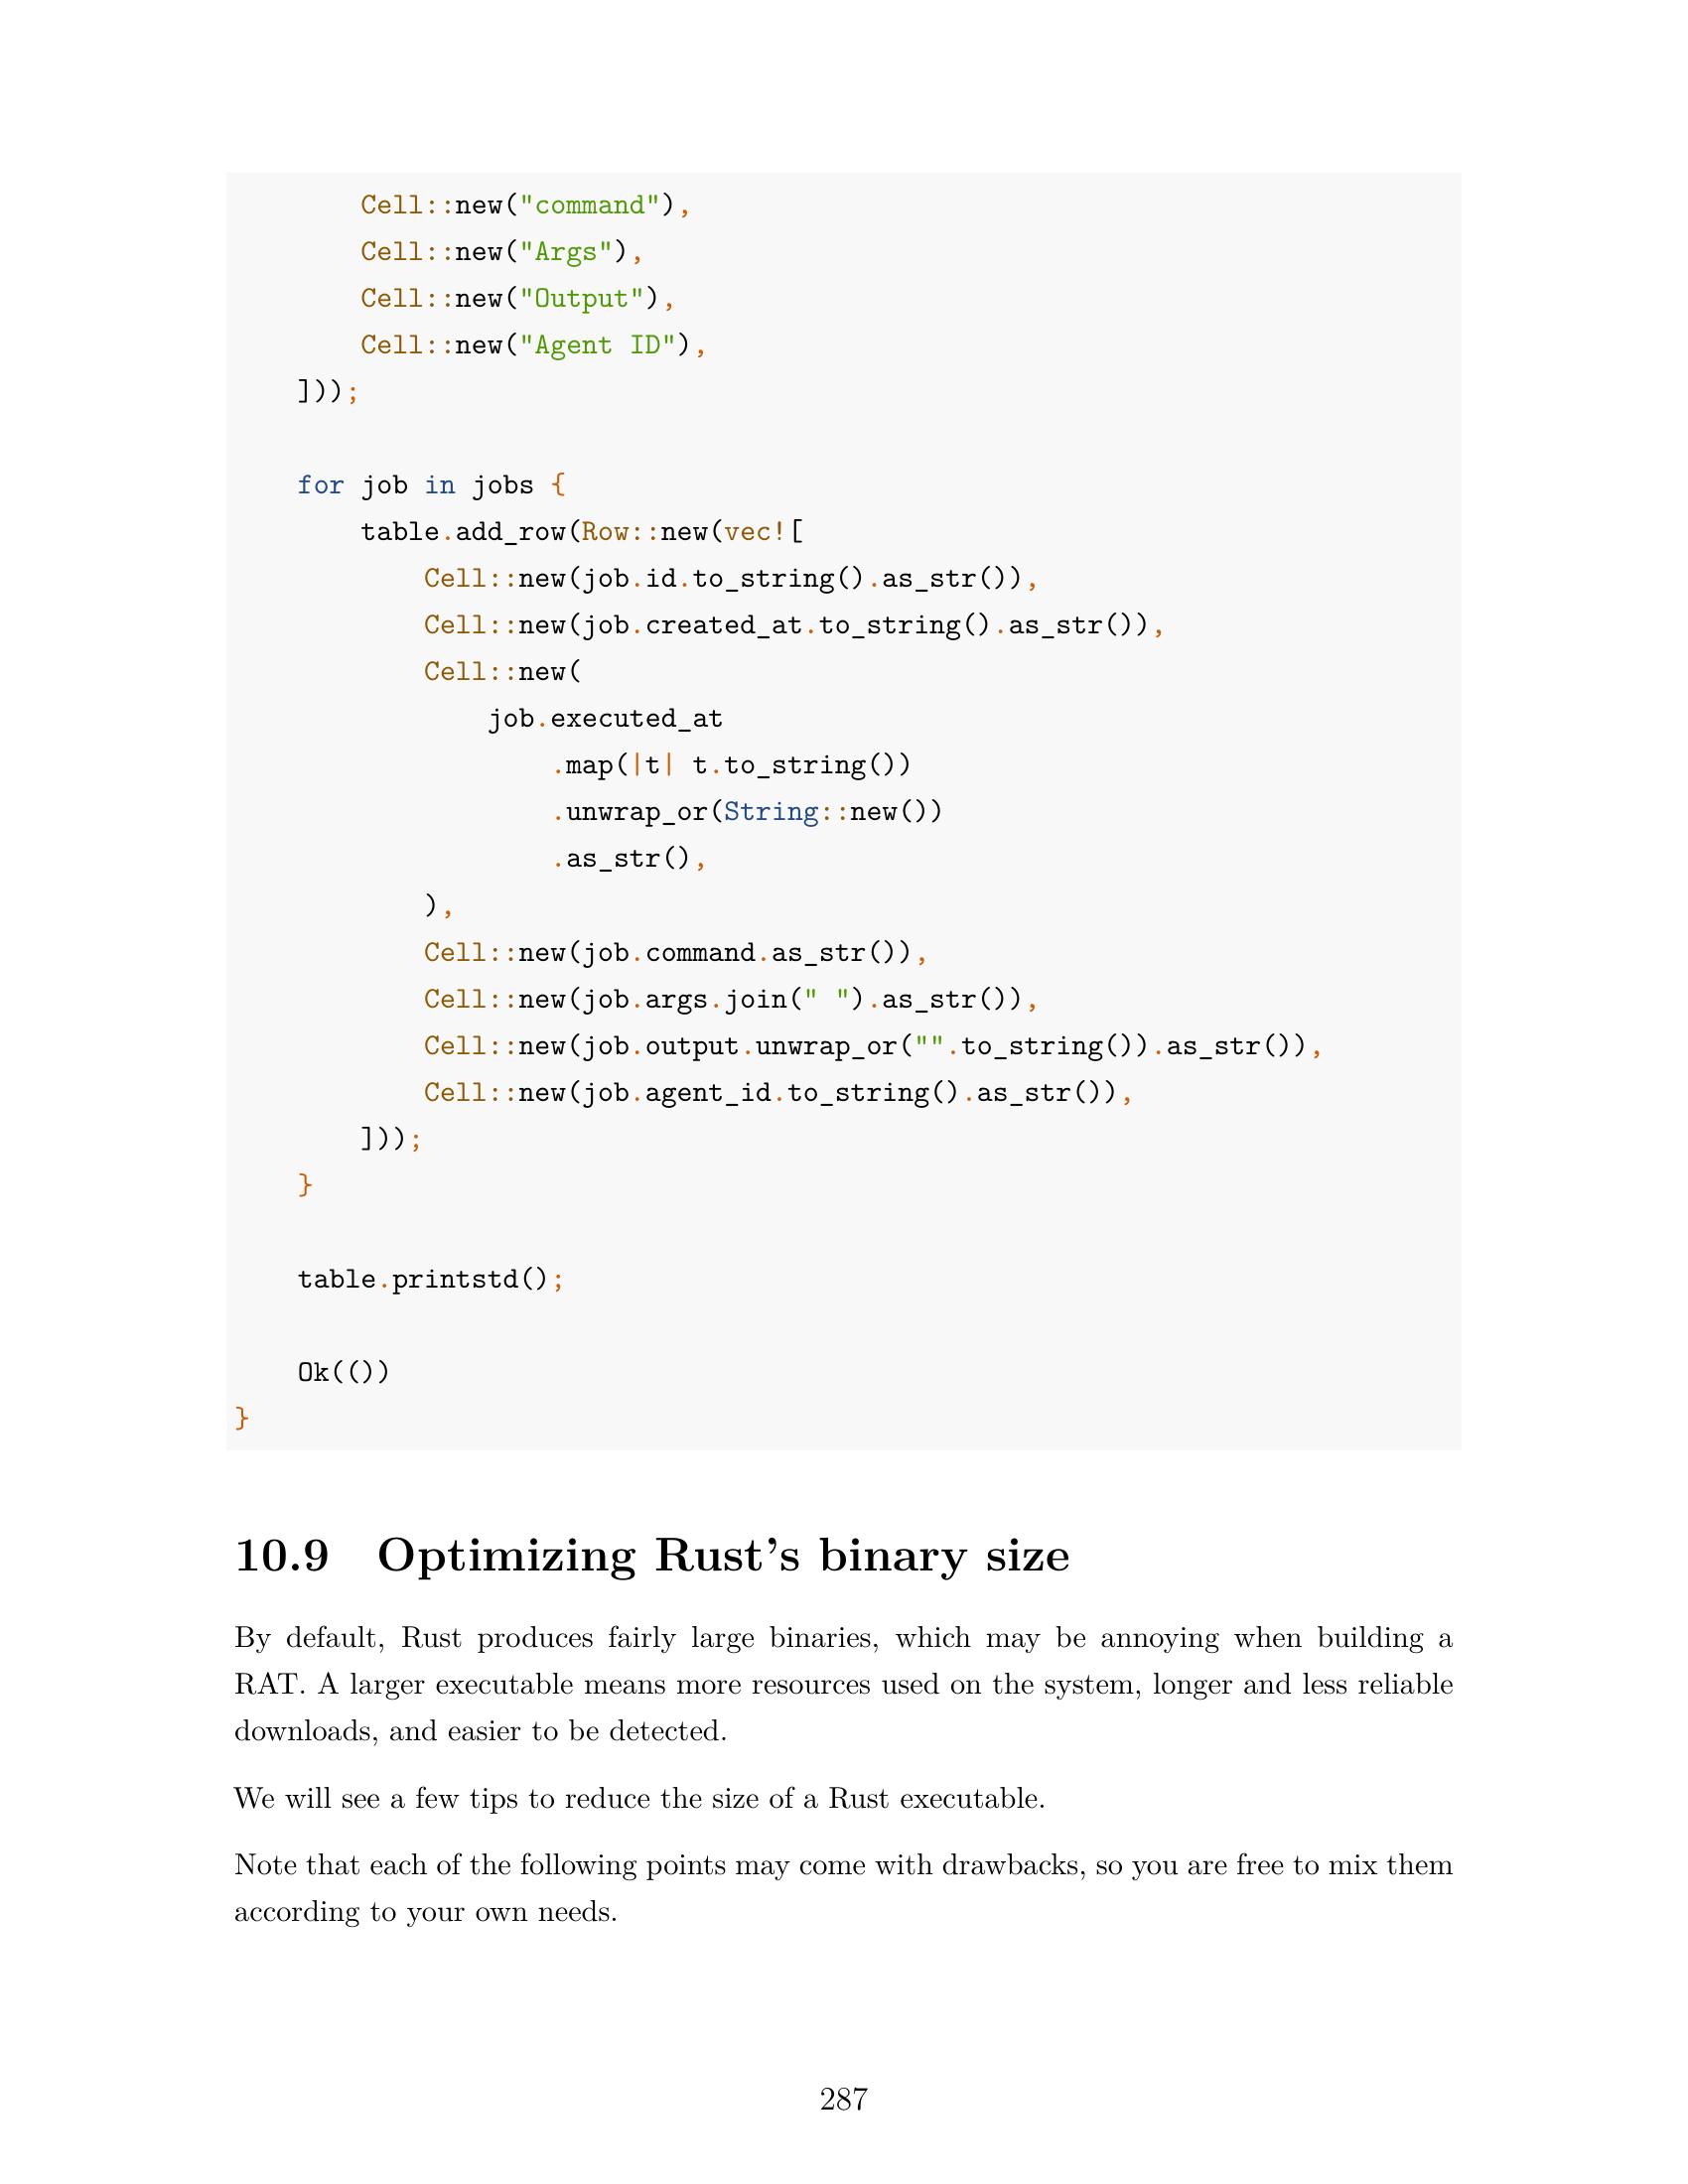 Cell::new("command"),
        Cell::new("Args"),
        Cell::new("Output"),
        Cell::new("Agent ID"),
    ]));

    for job in jobs {
        table.add_row(Row::new(vec![
            Cell::new(job.id.to_string().as_str()),
            Cell::new(job.created_at.to_string().as_str()),
            Cell::new(
                job.executed_at
                    .map(|t| t.to_string())
                    .unwrap_or(String::new())
                    .as_str(),
            ),
            Cell::new(job.command.as_str()),
            Cell::new(job.args.join(" ").as_str()),
            Cell::new(job.output.unwrap_or("".to_string()).as_str()),
            Cell::new(job.agent_id.to_string().as_str()),
        ]));
    }

    table.printstd();

    Ok(())
}

10.9 Optimizing Rust's binary size
By default, Rust produces fairly large binaries, which may be annoying when building a
RAT. A larger executable means more resources used on the system, longer and less reliable
downloads, and easier to be detected.
We will see a few tips to reduce the size of a Rust executable.
Note that each of the following points may come with drawbacks, so you are free to mix them
according to your own needs.
287